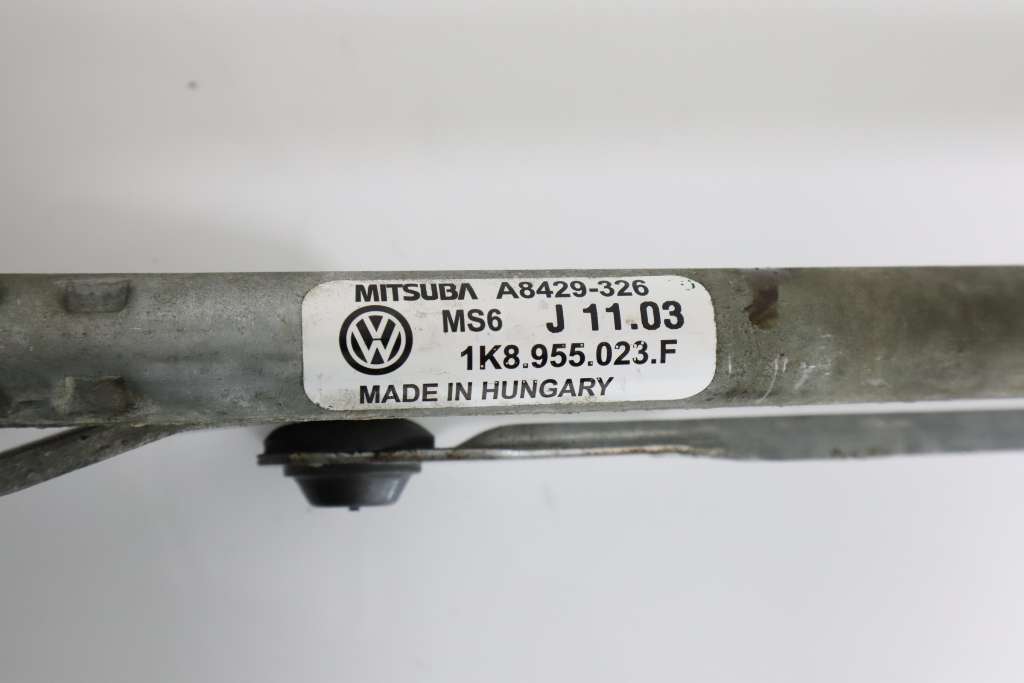 MITSUBA A8429-326
MS6 J 11.03
1K8.955.023.F
MADE IN HUNGARY